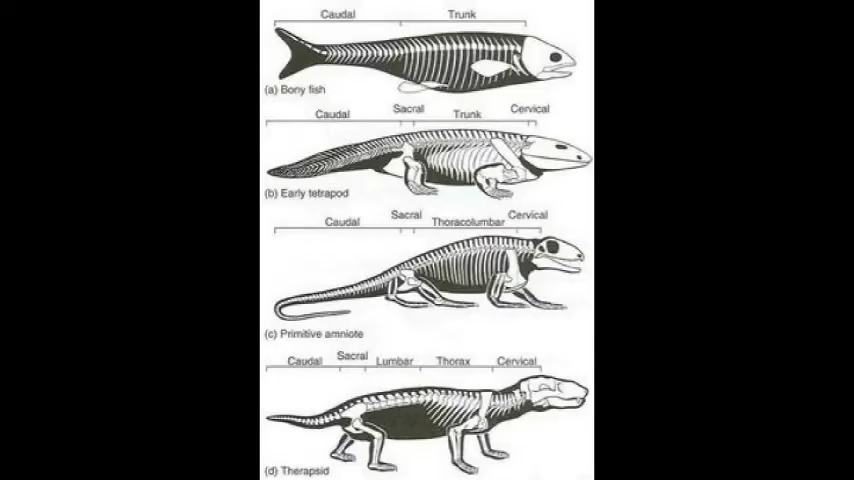 Caudal Trunk
(a) Bony fish
Caudal Sacral Trunk Cervical
(b) Early tetrapod
Caudal Sacral Thoracolumbar Cervical
(c) Primitive amniote
Caudal Sacral Lumbar Thorax Cervical
(d) Therapsid